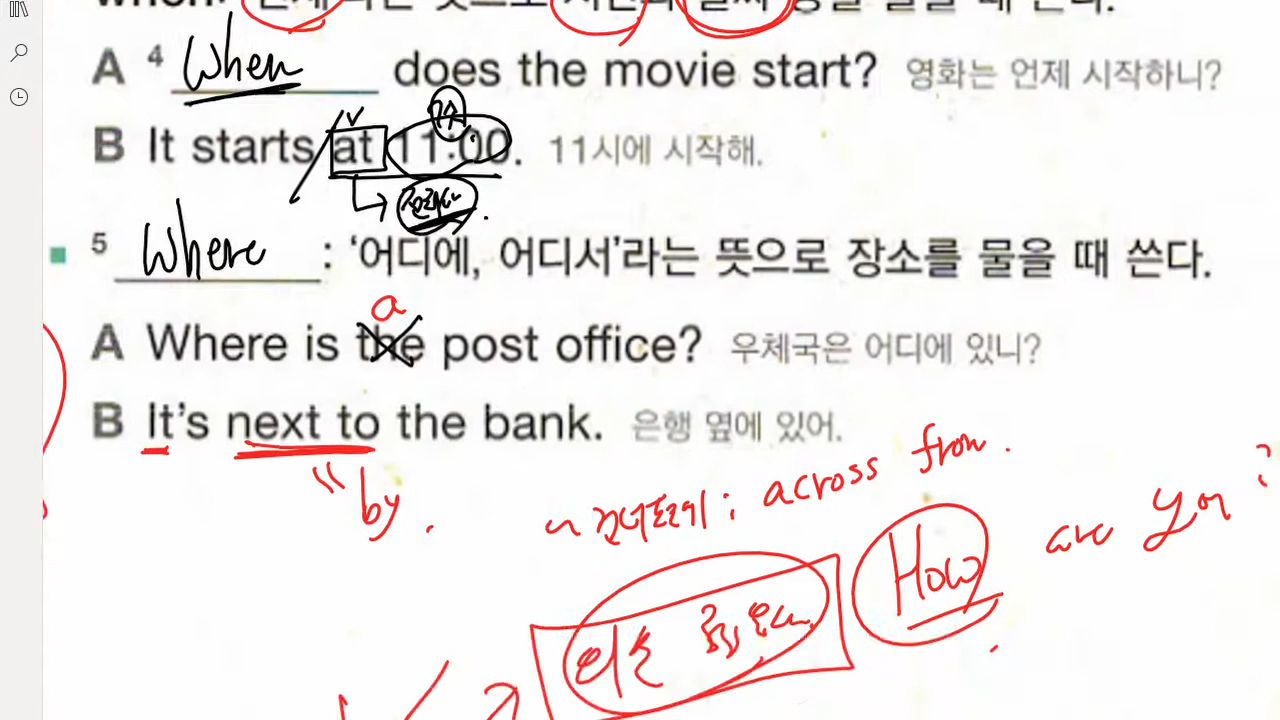 A 4 When does the movie start? 영화는 언제 시작하니?
B It starts at 11:00. 11시에 시작해.
전치사
5 Where : '어디에, 어디서'라는 뜻으로 장소를 물을 때 쓴다.
a
A Where is the post office? 우체국은 어디에 있니?
B It's next to the bank. 은행 옆에 있어.
by.
~건너편에 : across from.
How are you?